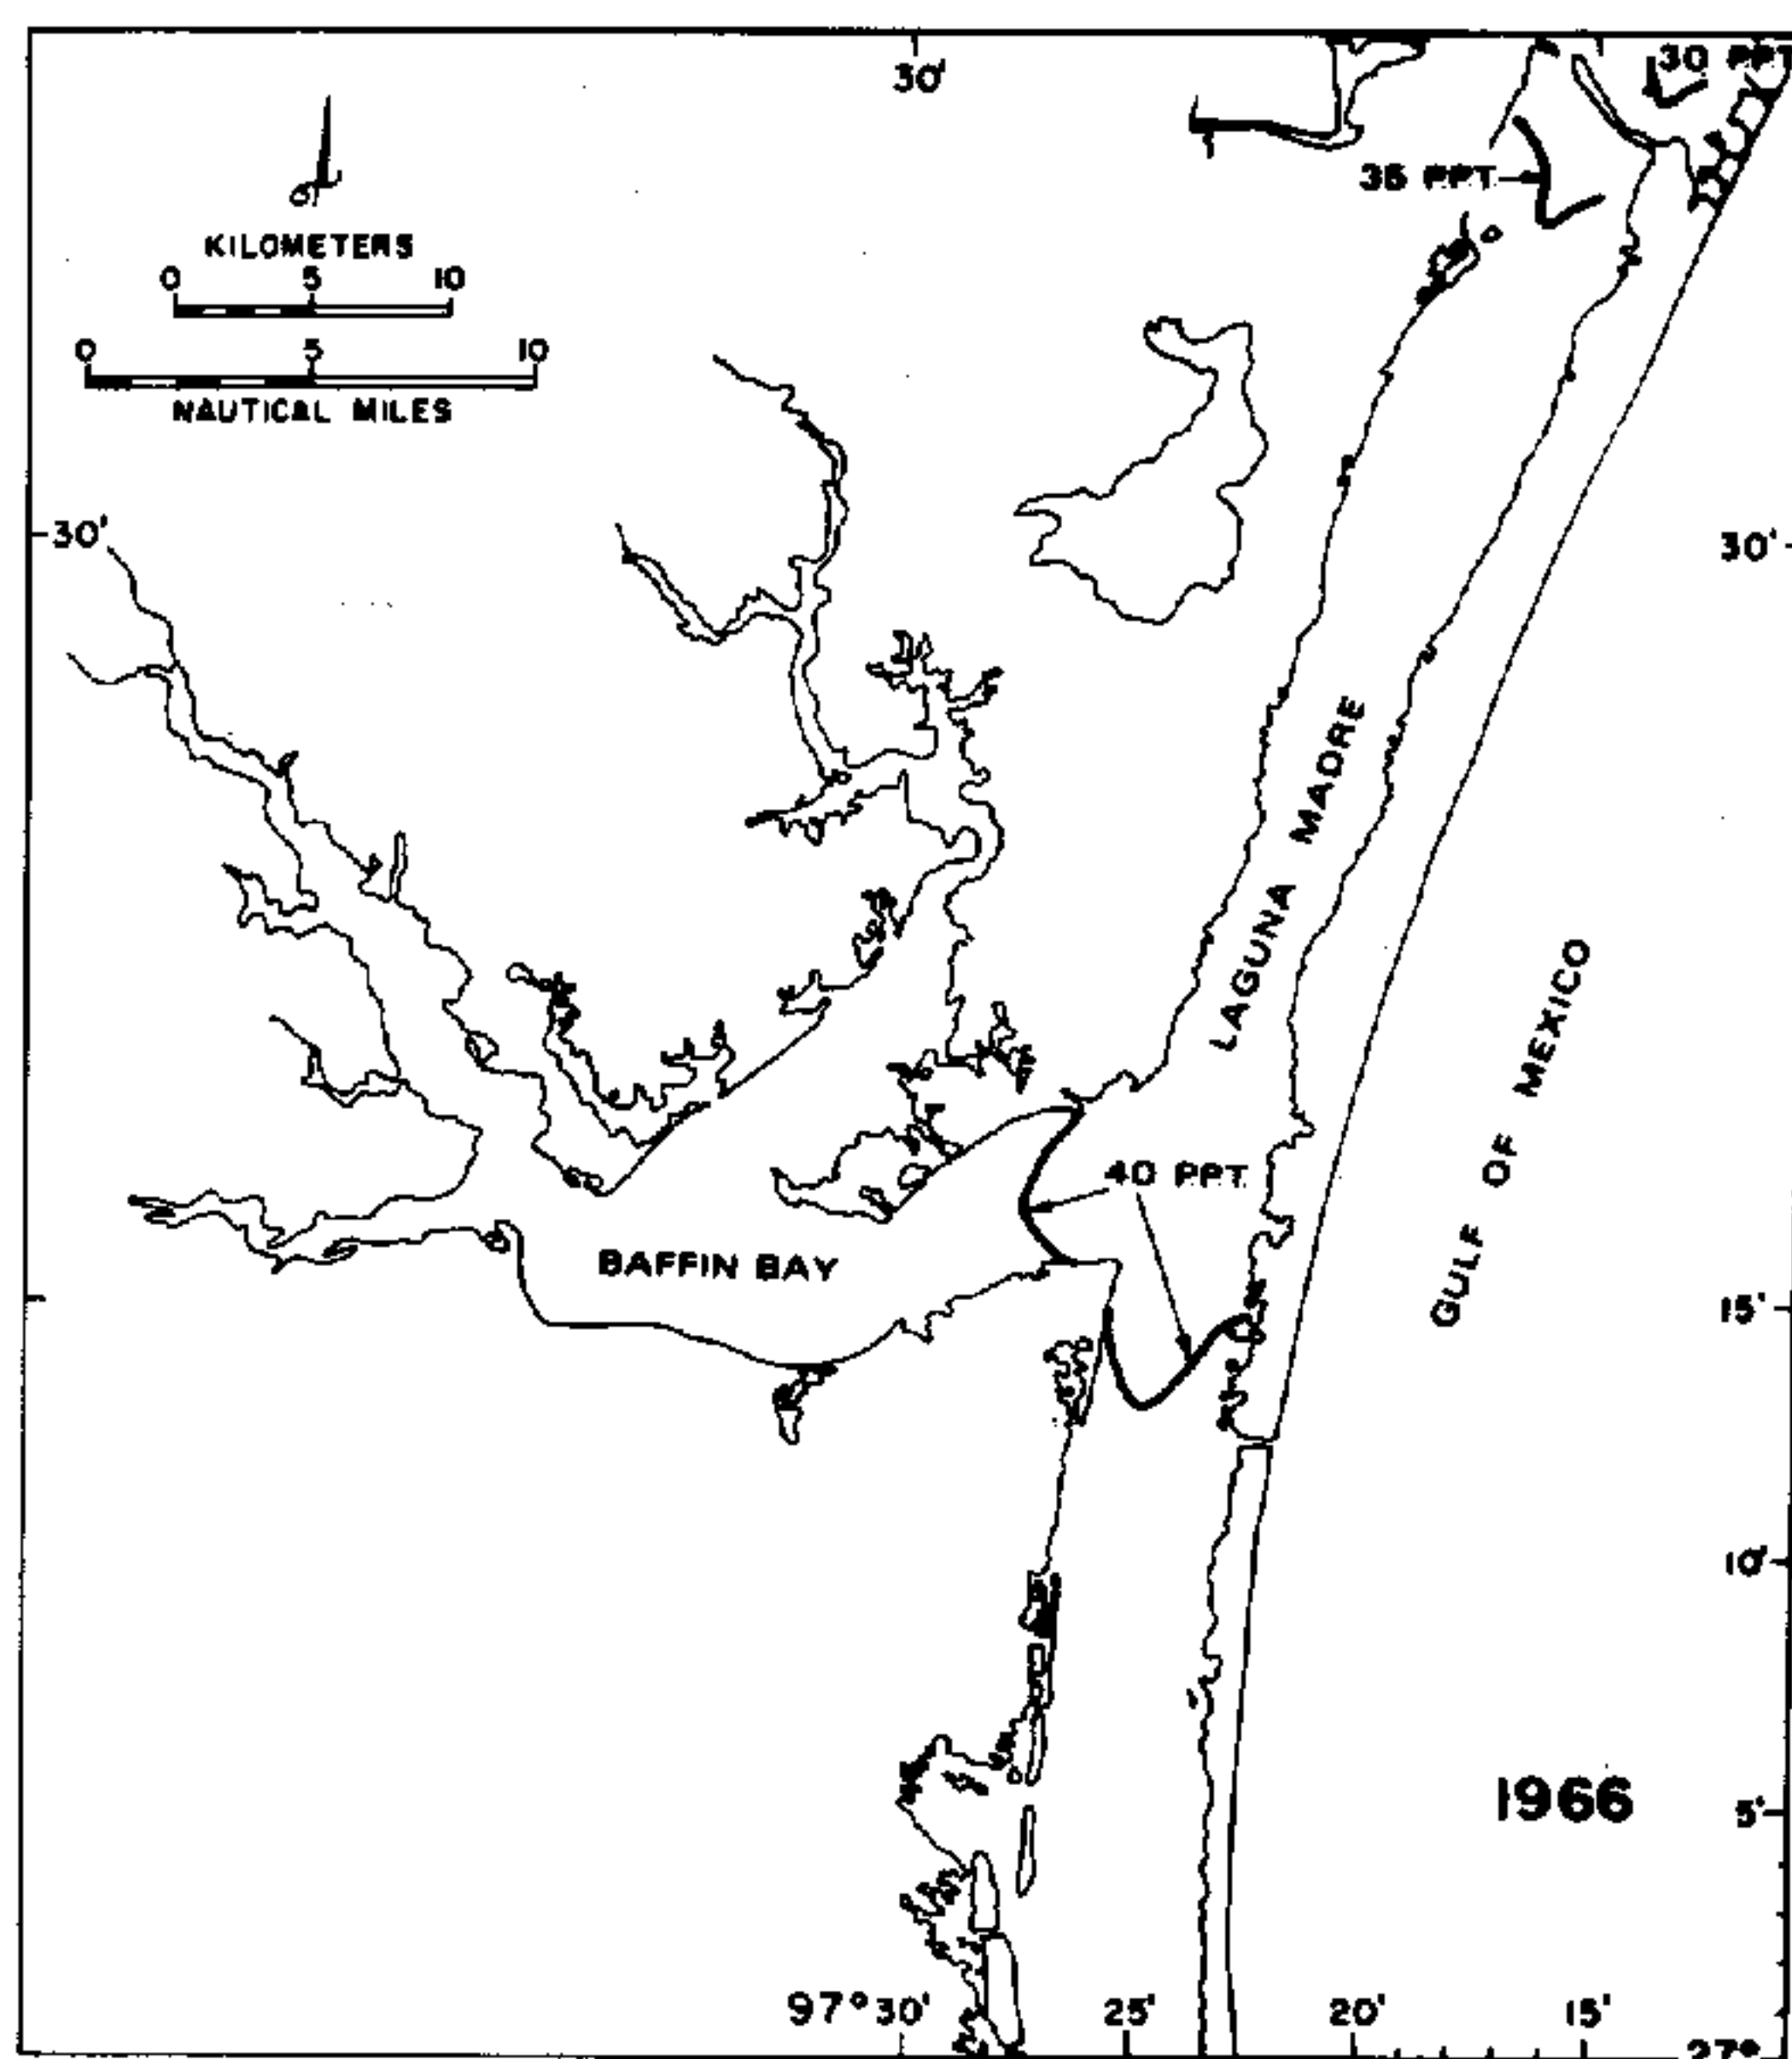 30'
30 PPT
35 PPT
KILOMETERS
0 5 10
0 5 10
NAUTICAL MILES
30'
30'
LAGUNA MADRE
GULF OF MEXICO
40 PPT
BAFFIN BAY
15'
10'
1966
5'
97°30'
25'
20'
15'
27°